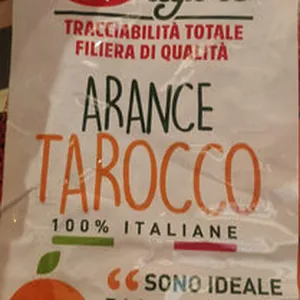 TRACCIABILITÀ TOTALE
FILIERA DI QUALITÀ
ARANCE
TAROCCO
100% ITALIANE
“SONO IDEALE